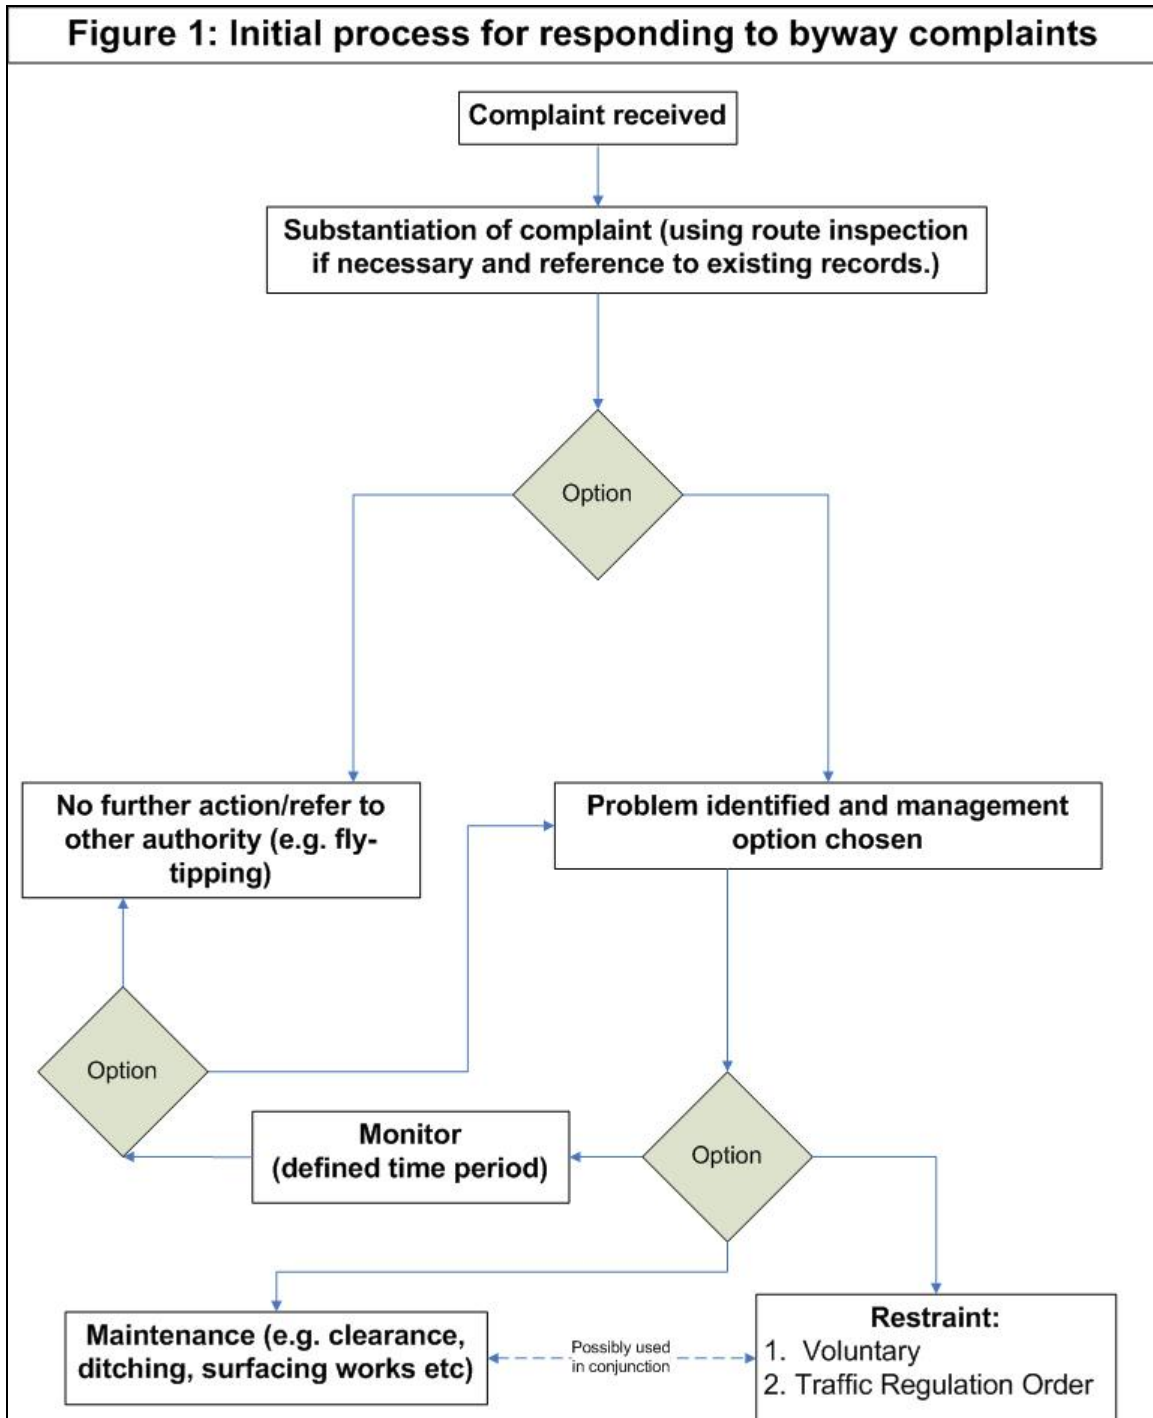 Figure 1: Initial process for responding to byway complaints
Complaint received
Substantiation of complaint (using route inspection
if necessary and reference to existing records.)
Option
No further action/refer to
other authority (e.g. fly-
tipping)
Problem identified and management
option chosen
Option
Monitor
(defined time period)
Option
Maintenance (e.g. clearance,
ditching, surfacing works etc)
Possibly used
in conjunction
Restraint:
1. Voluntary
2. Traffic Regulation Order